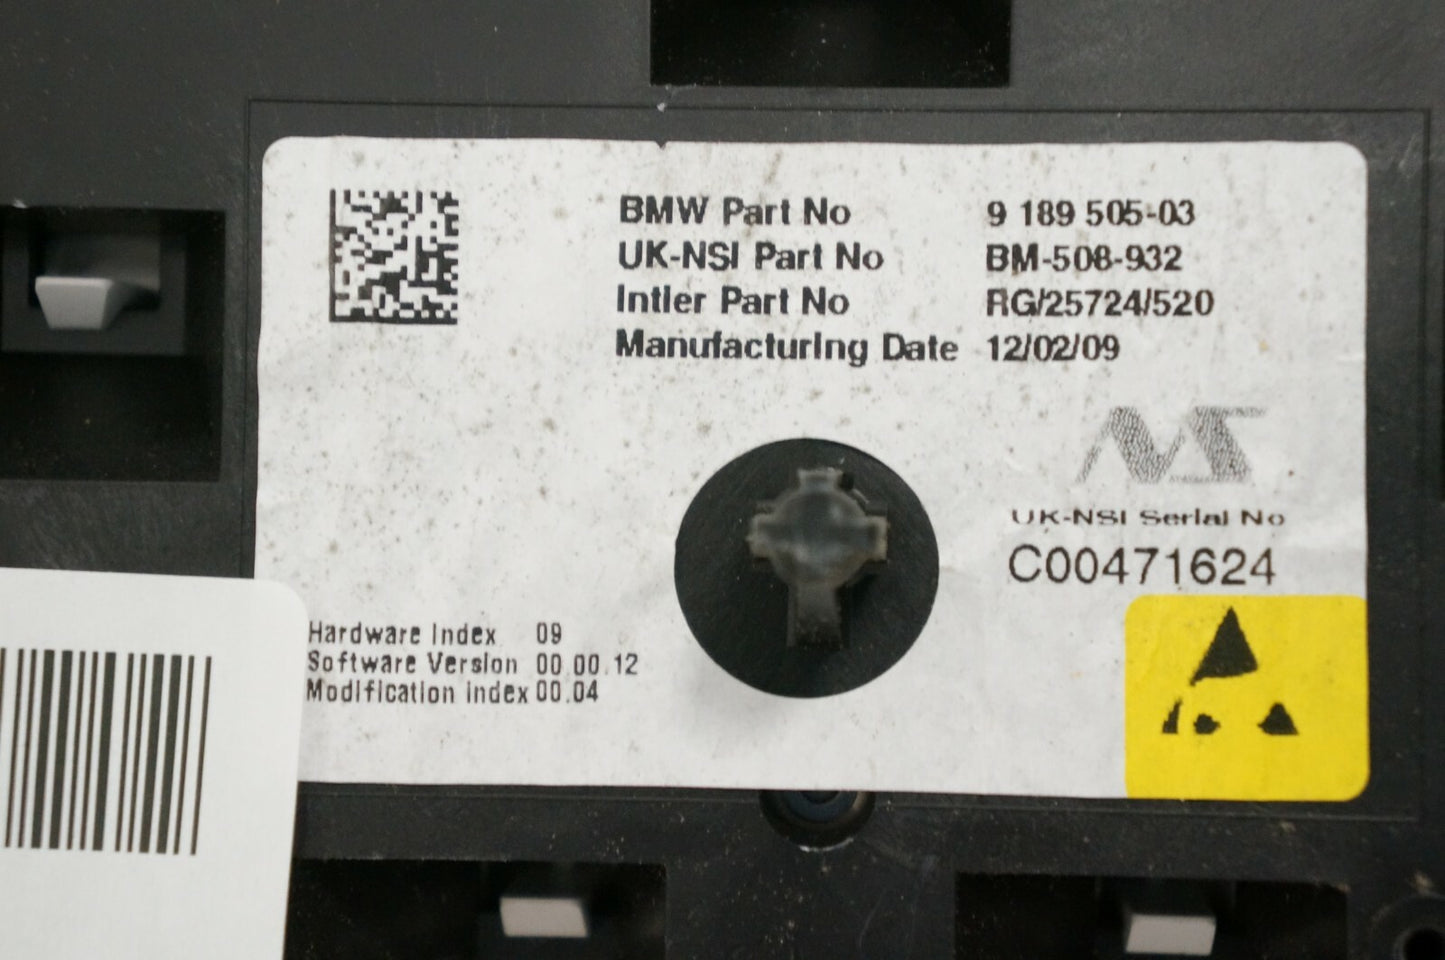 BMW Part No 9 189 505-03
UK-NSI Part No BM-508-932
Intier Part No RG/25724/520
Manufacturing Date 12/02/09
NS
UK-NSI Serial No
C00471624
Hardware Index 09
Software Version 00.00.12
Modification index 00.04